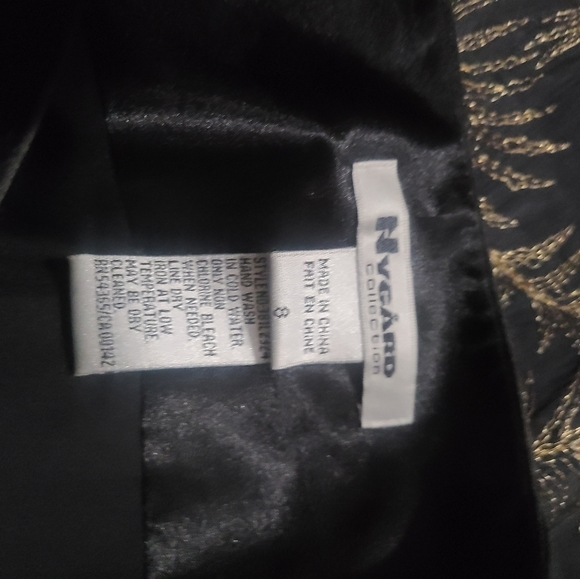 NYGÅRD
collection
MADE IN CHINA
FAIT EN CHINE
8
HAND WASH
IN COLD WATER.
ONLY NON
CHLORINE BLEACH
WHEN NEEDED.
LINE DRY
IRON AT LOW
TEMPERATURE.
MAY BE DRY
CLEANED.